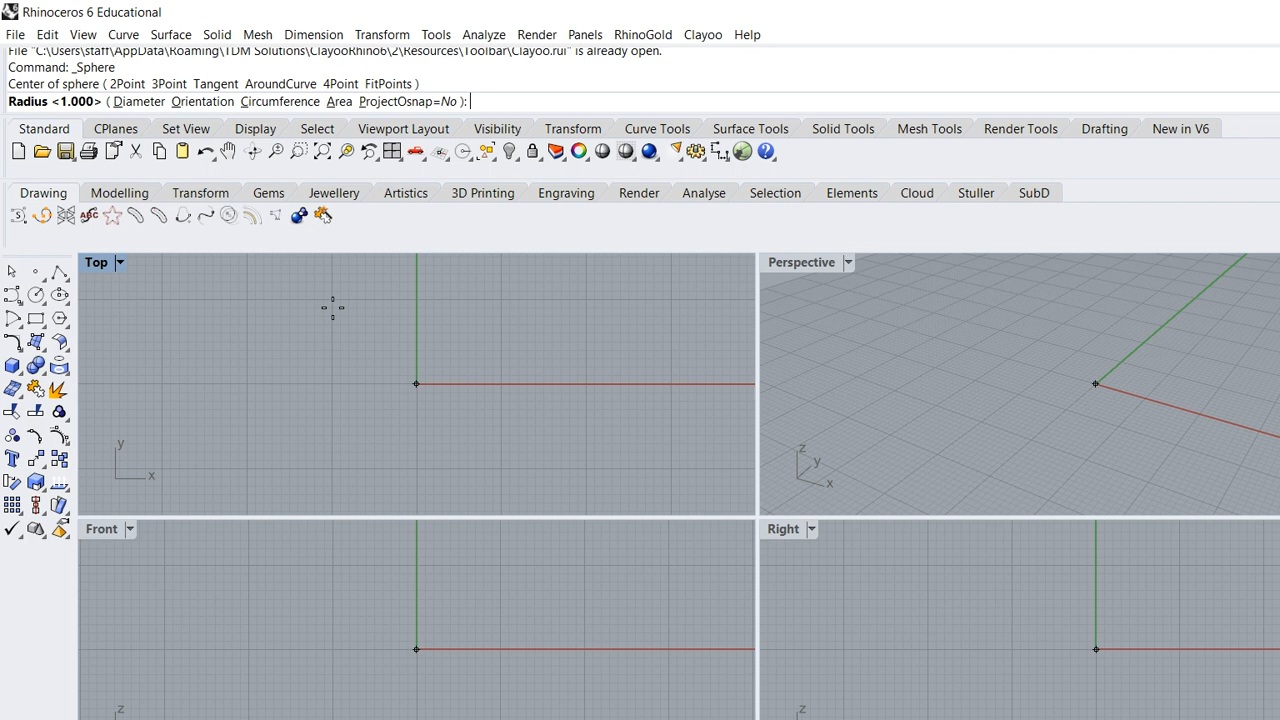 Rhinoceros 6 Educational
File Edit View Curve Surface Solid Mesh Dimension Transform Tools Analyze Render Panels RhinoGold Clayoo Help
File "C:\Users\staff\AppData\Roaming\TDM Solutions\ClayooRhino6\2\Resources\Toolbar\Clayoo.rui" is already open.
Command: _Sphere
Center of sphere ( 2Point 3Point Tangent AroundCurve 4Point FitPoints )
Radius <1.000> ( Diameter Orientation Circumference Area ProjectOsnap=No ):
Standard CPlanes Set View Display Select Viewport Layout Visibility Transform Curve Tools Surface Tools Solid Tools Mesh Tools Render Tools Drafting New in V6
Drawing Modelling Transform Gems Jewellery Artistics 3D Printing Engraving Render Analyse Selection Elements Cloud Stuller SubD
ABC
Top
Perspective
y
x
z
y
x
Front
Right
z
z